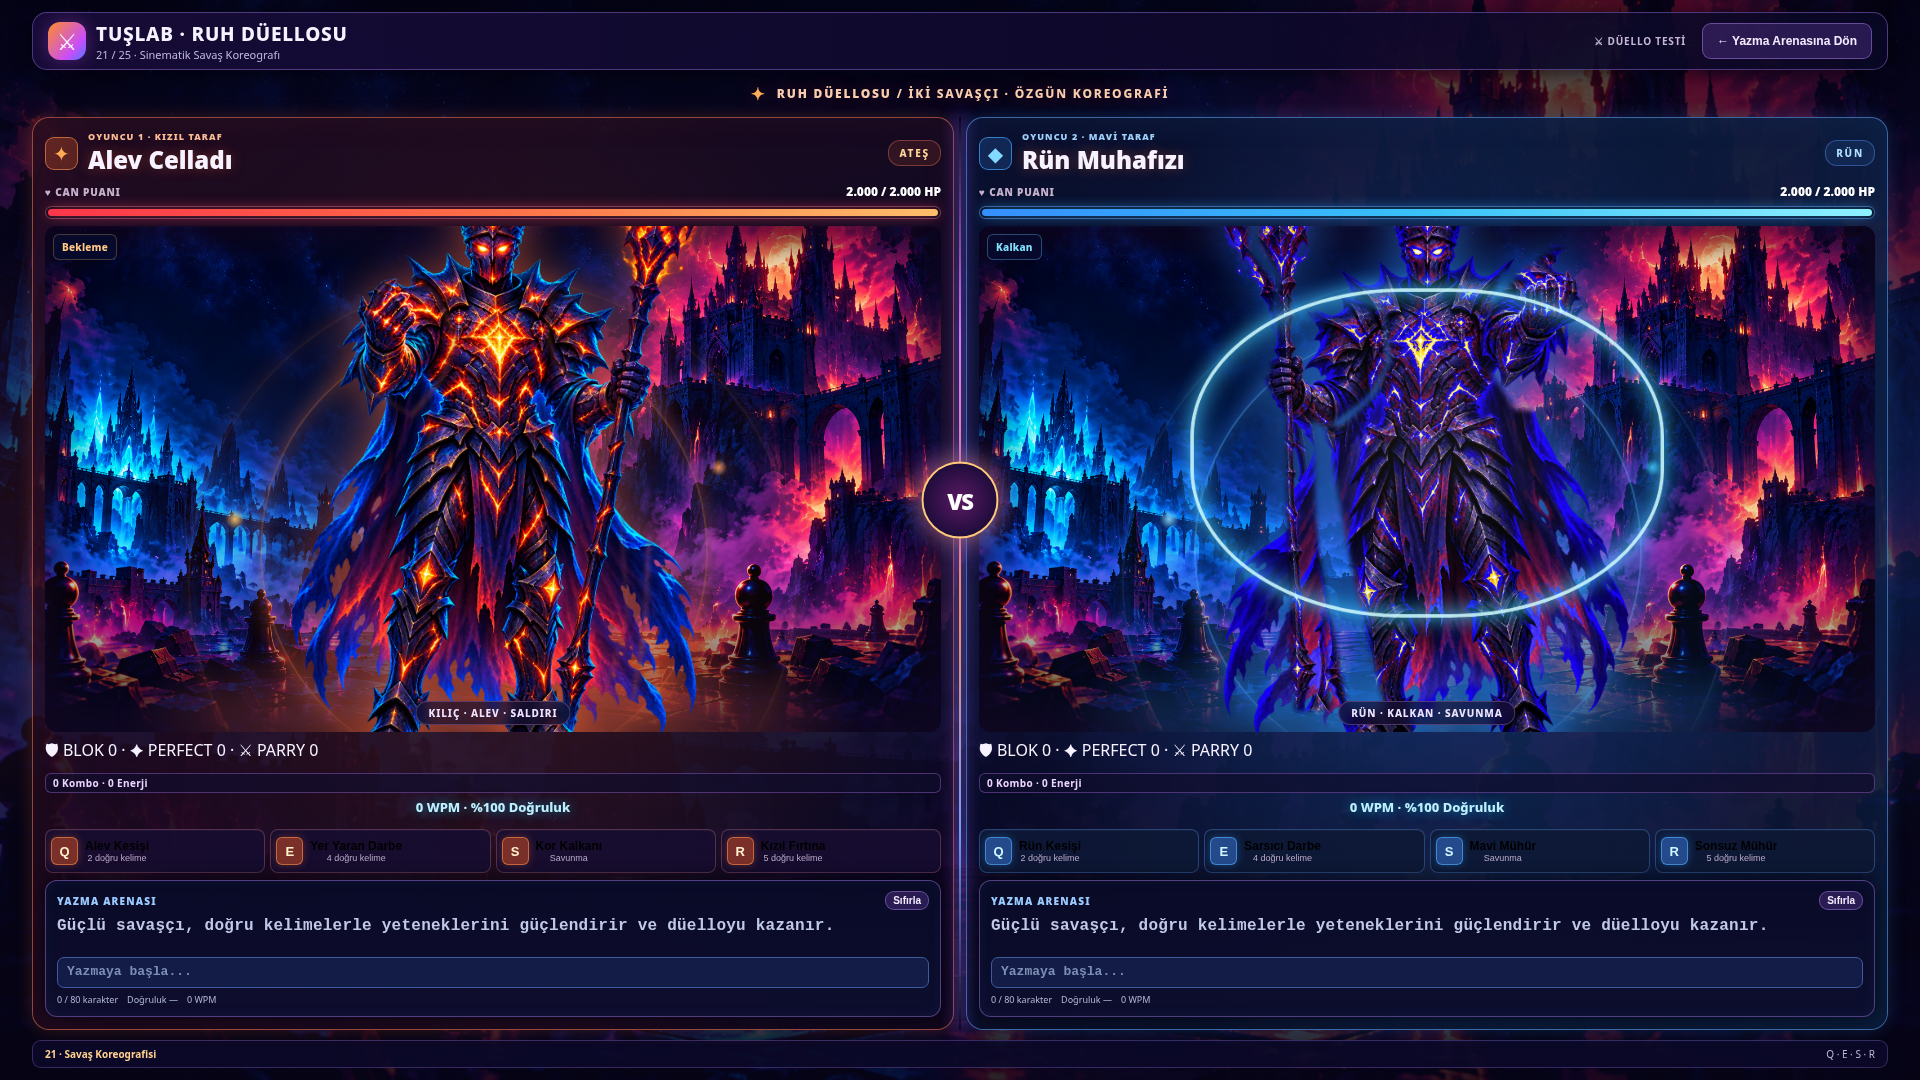 ⚔ TUŞLAB · RUH DÜELLOSU
21 / 25 · Sinematik Savaş Koreografi
⚔ DÜELLO TESTİ
← Yazma Arenasına Dön
✦ RUH DÜELLOSU / İKİ SAVAŞÇI · ÖZGÜN KOREOGRAFİ
OYUNCU 1 · KIZIL TARAF
✦ Alev Celladı
ATEŞ
♥ CAN PUANI
2.000 / 2.000 HP
Bekleme
KILIÇ · ALEV · SALDIRI
🛡 BLOK 0 · ✦ PERFECT 0 · ⚔ PARRY 0
0 Kombo · 0 Enerji
0 WPM · %100 Doğruluk
Q Alev Kesişi
2 doğru kelime
E Yer Yaran Darbe
4 doğru kelime
S Kor Kalkanı
Savunma
R Kızıl Fırtına
5 doğru kelime
YAZMA ARENASI
Sıfırla
Güçlü savaşçı, doğru kelimelerle yeteneklerini güçlendirir ve düelloyu kazanır.
Yazmaya başla...
0 / 80 karakter Doğruluk — 0 WPM
VS
OYUNCU 2 · MAVİ TARAF
◆ Rün Muhafızı
RÜN
♥ CAN PUANI
2.000 / 2.000 HP
Kalkan
RÜN · KALKAN · SAVUNMA
🛡 BLOK 0 · ✦ PERFECT 0 · ⚔ PARRY 0
0 Kombo · 0 Enerji
0 WPM · %100 Doğruluk
Q Rün Kesişi
2 doğru kelime
E Sarsıcı Darbe
4 doğru kelime
S Mavi Mühür
Savunma
R Sonsuz Mühür
5 doğru kelime
YAZMA ARENASI
Sıfırla
Güçlü savaşçı, doğru kelimelerle yeteneklerini güçlendirir ve düelloyu kazanır.
Yazmaya başla...
0 / 80 karakter Doğruluk — 0 WPM
21 · Savaş Koreografisi
Q · E · S · R